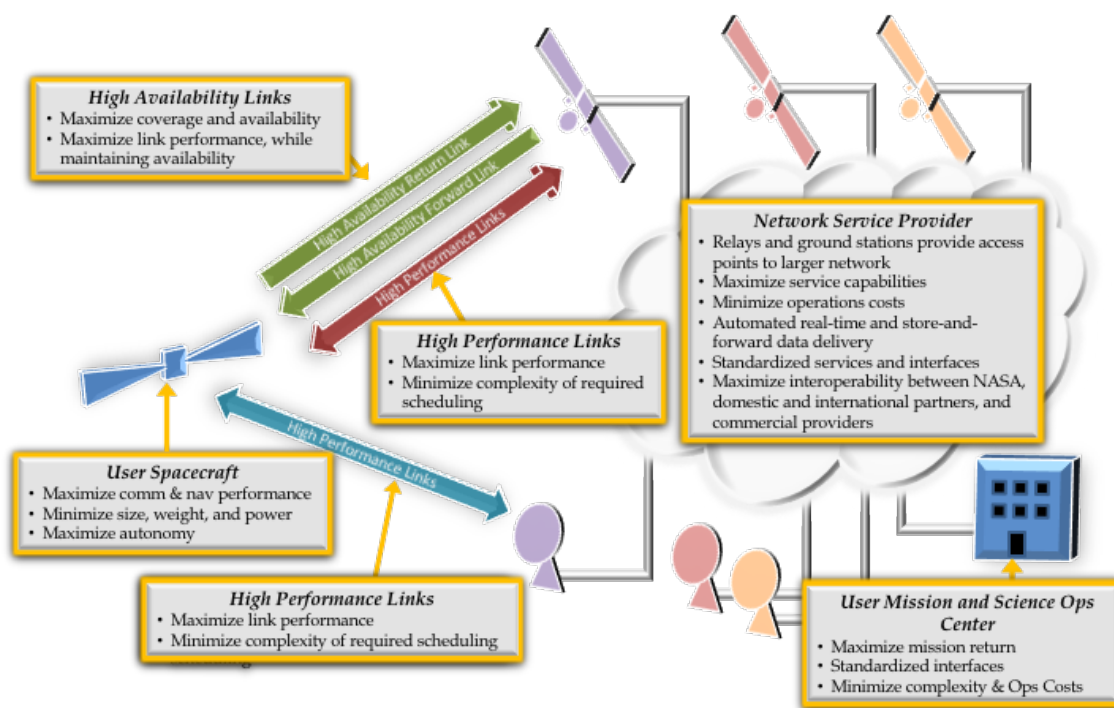 High Availability Links
• Maximize coverage and availability
• Maximize link performance, while
maintaining availability
High Availability Return Link
High Availability Forward Link
High Performance Links
Network Service Provider
• Relays and ground stations provide access
points to larger network
• Maximize service capabilities
• Minimize operations costs
• Automated real-time and store-and-
forward data delivery
• Standardized services and interfaces
• Maximize interoperability between NASA,
domestic and international partners, and
commercial providers
High Performance Links
• Maximize link performance
• Minimize complexity of required
scheduling
High Performance Links
User Spacecraft
• Maximize comm & nav performance
• Minimize size, weight, and power
• Maximize autonomy
High Performance Links
• Maximize link performance
• Minimize complexity of required scheduling
User Mission and Science Ops
Center
• Maximize mission return
• Standardized interfaces
• Minimize complexity & Ops Costs